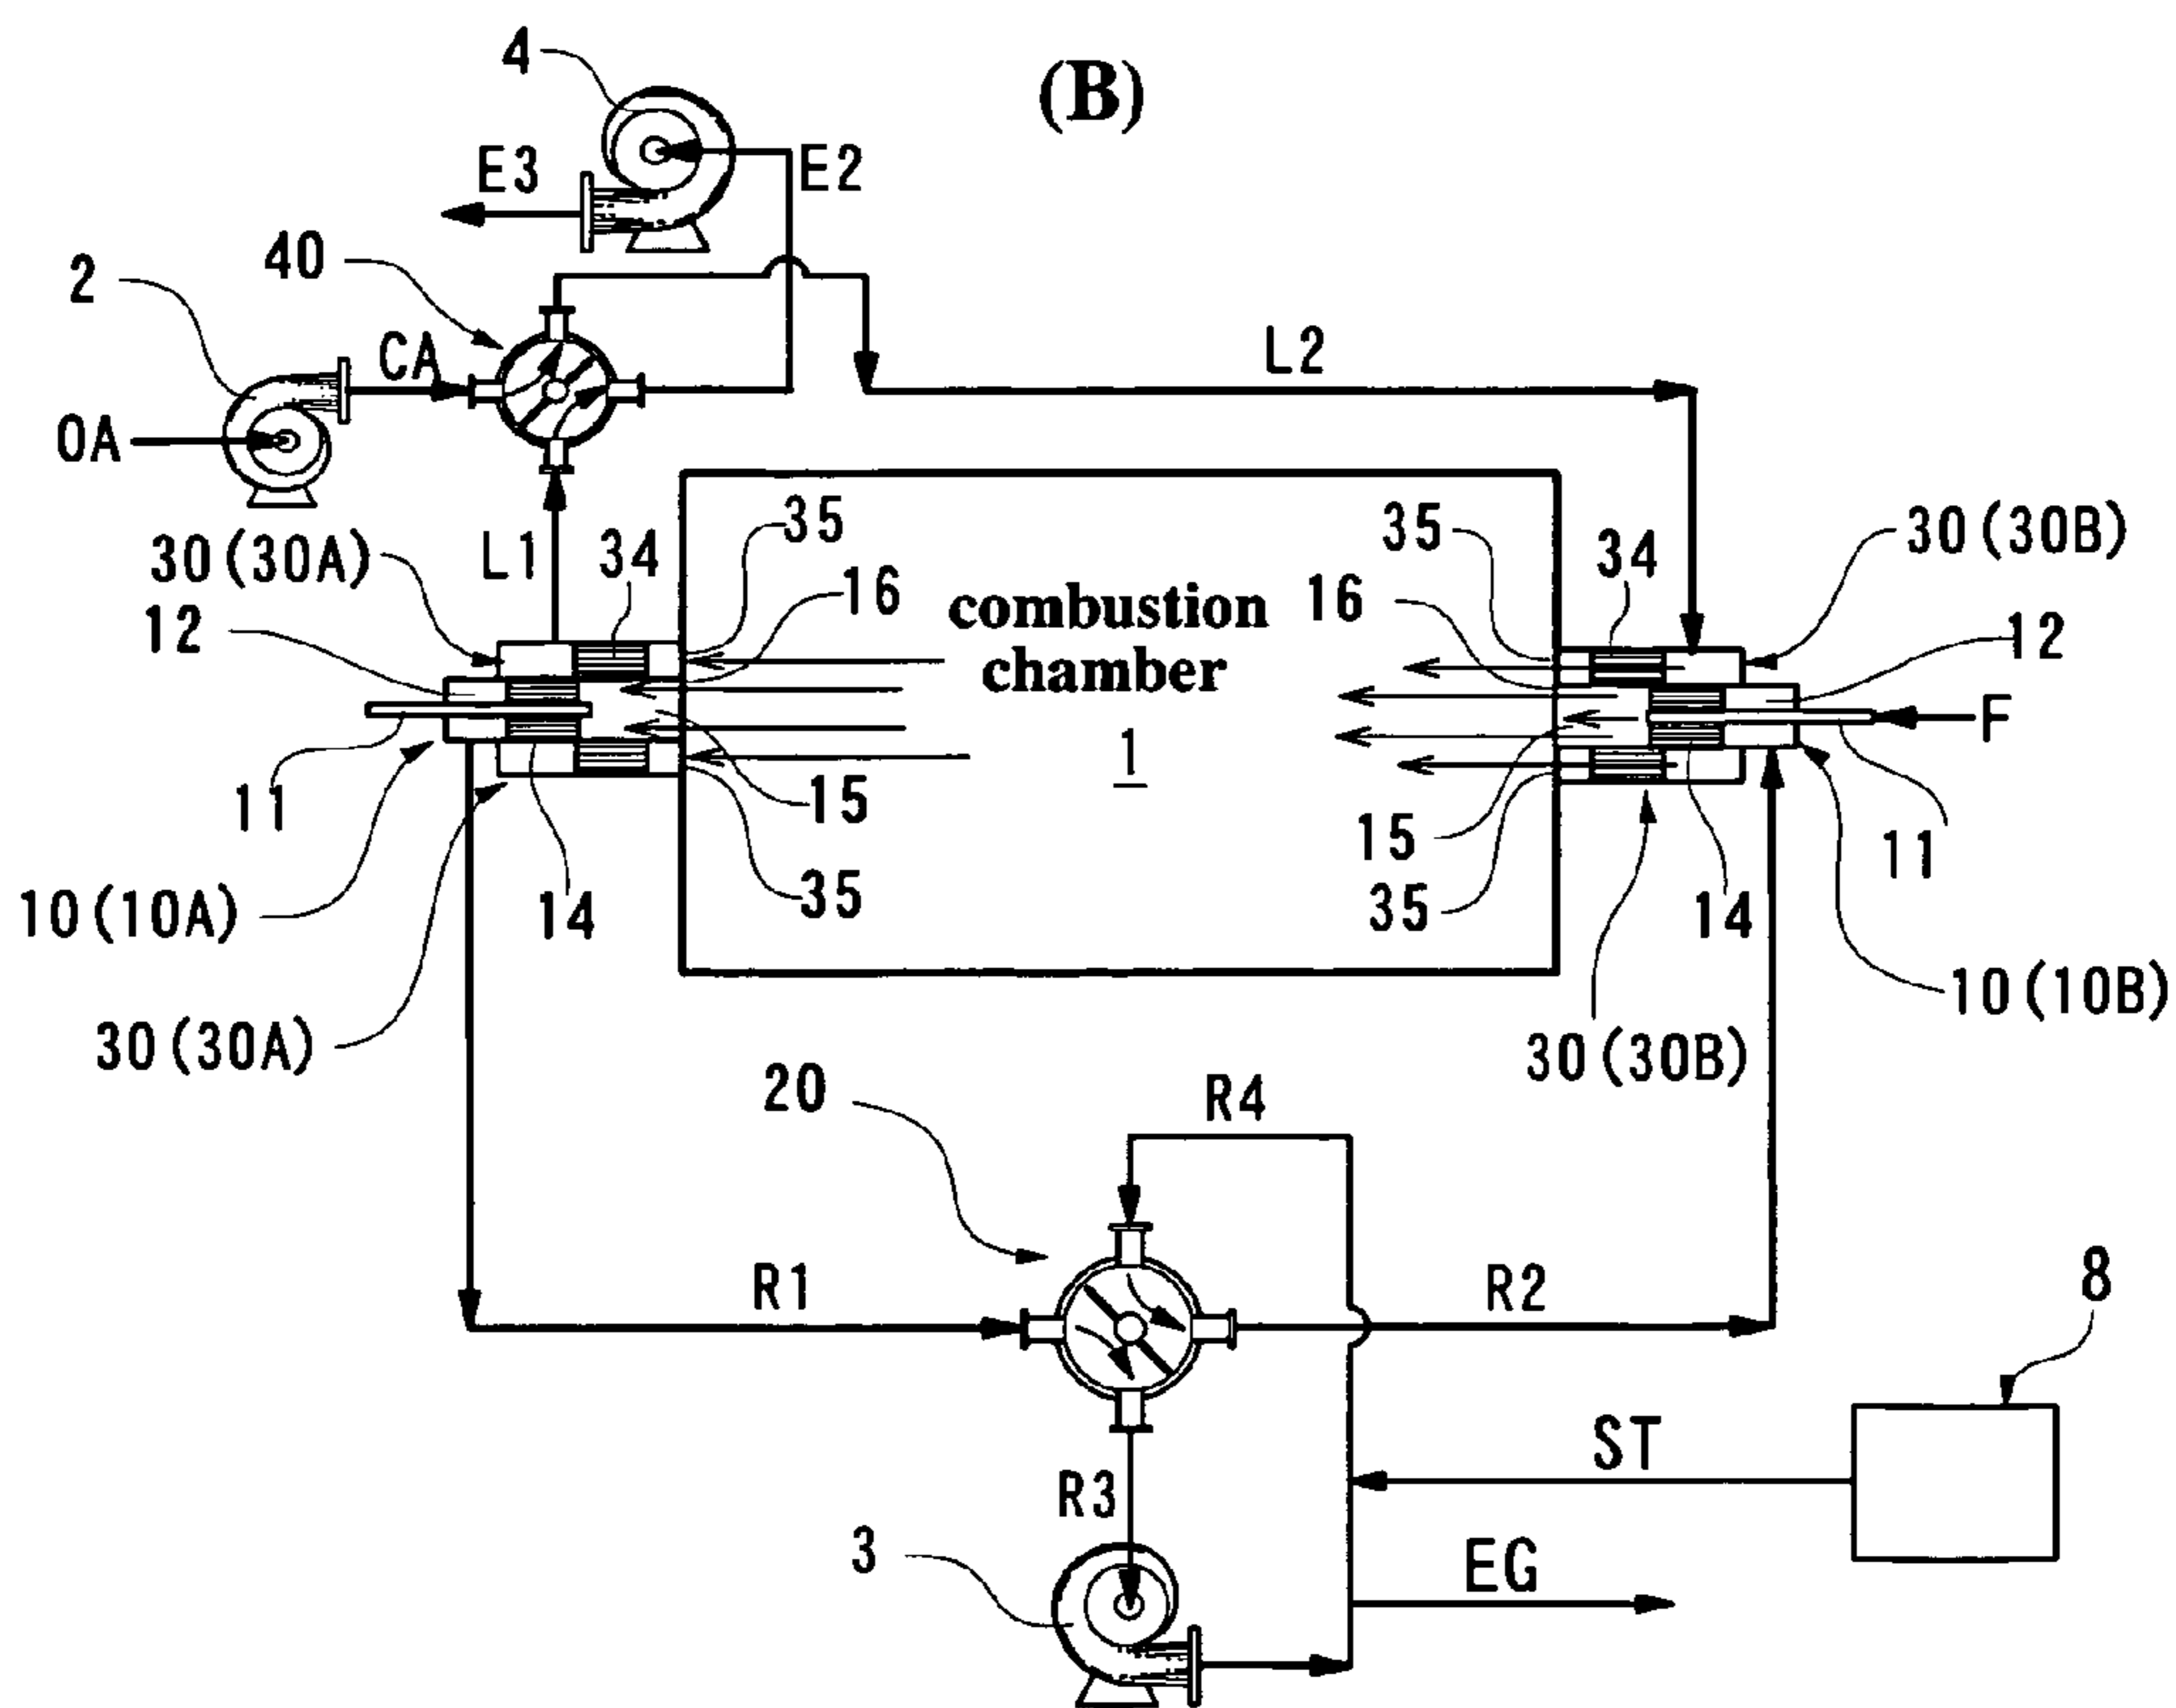 4
(B)
E3
E2
40
2
CA
L2
OA
35
35
30(30A)
L1
34
34
30(30B)
12
16
combustion
chamber
16
12
1
F
11
15
15
11
10(10A)
14
35
35
14
10(10B)
30(30A)
30(30B)
20
R4
R1
R2
8
ST
R3
3
EG